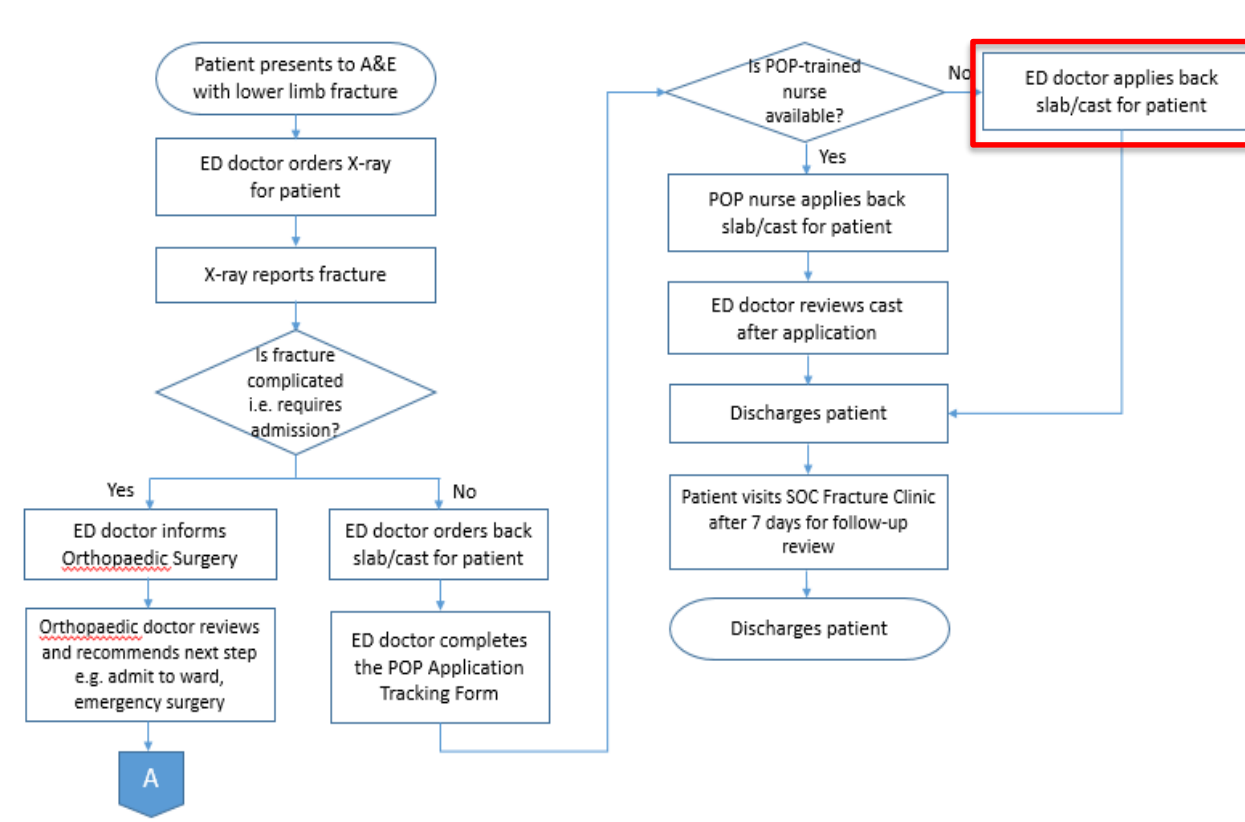 Patient presents to A&E
with lower limb fracture
ED doctor orders X-ray
for patient
X-ray reports fracture
Is fracture
complicated
i.e. requires
admission?
Yes
No
ED doctor informs
Orthopaedic Surgery
Orthopaedic doctor reviews
and recommends next step
e.g. admit to ward,
emergency surgery
A
ED doctor orders back
slab/cast for patient
ED doctor completes
the POP Application
Tracking Form
Is POP-trained
nurse
available?
No
ED doctor applies back
slab/cast for patient
Yes
POP nurse applies back
slab/cast for patient
ED doctor reviews cast
after application
Discharges patient
Patient visits SOC Fracture Clinic
after 7 days for follow-up
review
Discharges patient